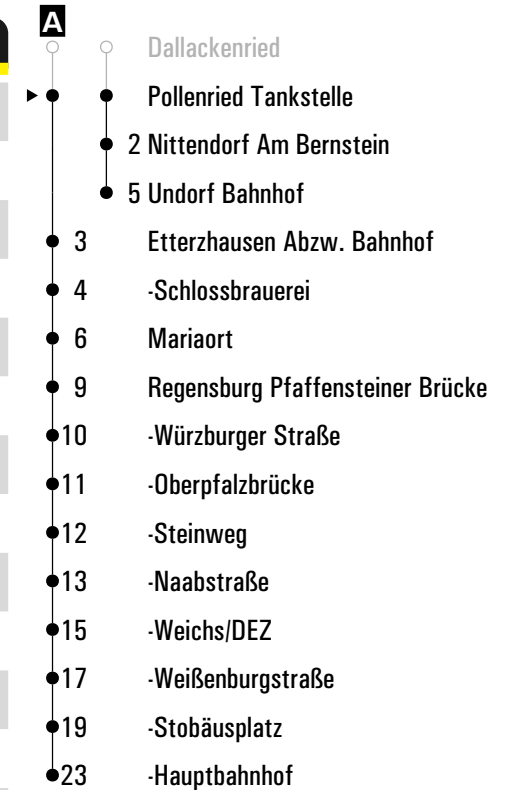 A
Dallackenried
Pollenried Tankstelle
2 Nittendorf Am Bernstein
5 Undorf Bahnhof
3 Etterzhausen Abzw. Bahnhof
4 -Schlossbrauerei
6 Mariaort
9 Regensburg Pfaffensteiner Brücke
10 -Würzburger Straße
11 -Oberpfalzbrücke
12 -Steinweg
13 -Naabstraße
15 -Weichs/DEZ
17 -Weißenburgstraße
19 -Stobäusplatz
23 -Hauptbahnhof